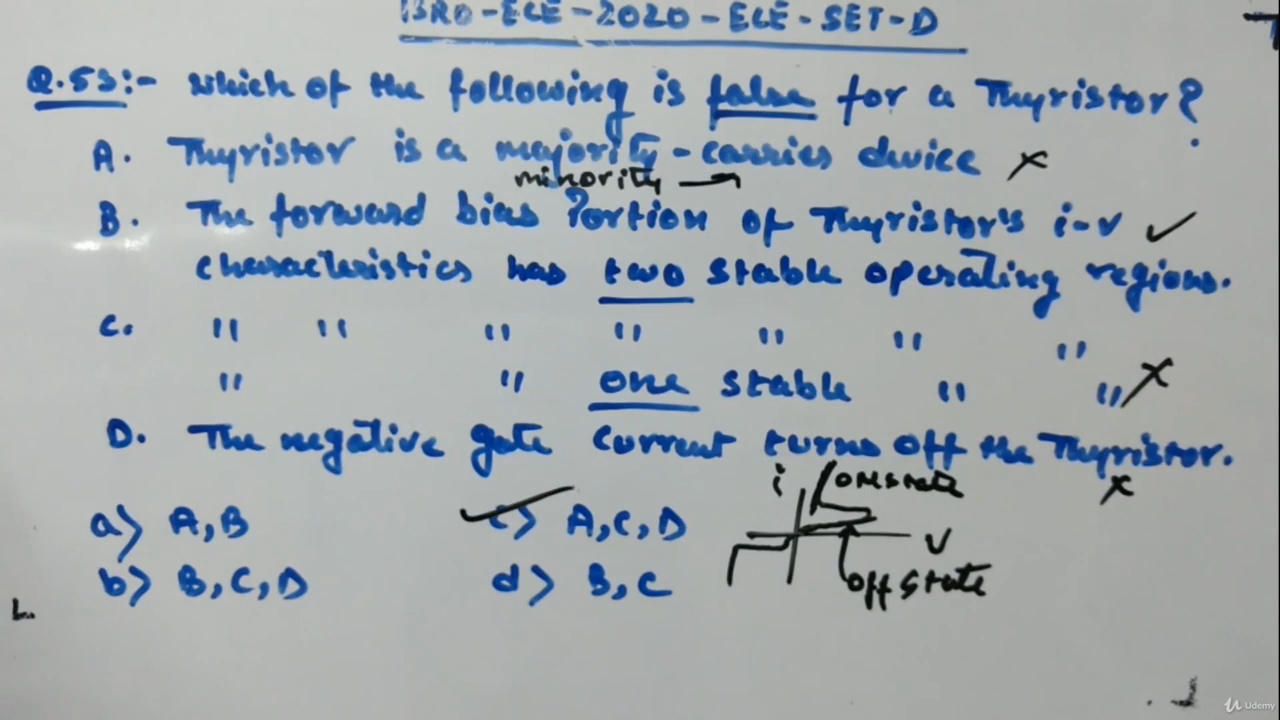 ISRO-ECE-2020-ECE-SET-D
Q.53:- which of the following is false for a Thyristor?
A. Thyristor is a majority-carries device ×
minority →
B. The forward bias Portion of Thyristor's i-v ✓
characteristics has two stable operating regions.
C. " " " " " " "
" " one stable " " ×
D. The negative gate current turns off the Thyristor.
×
i on state
a) A,B ✓ c) A,C,D
V
b) B,C,D d) B,C off state
Udemy